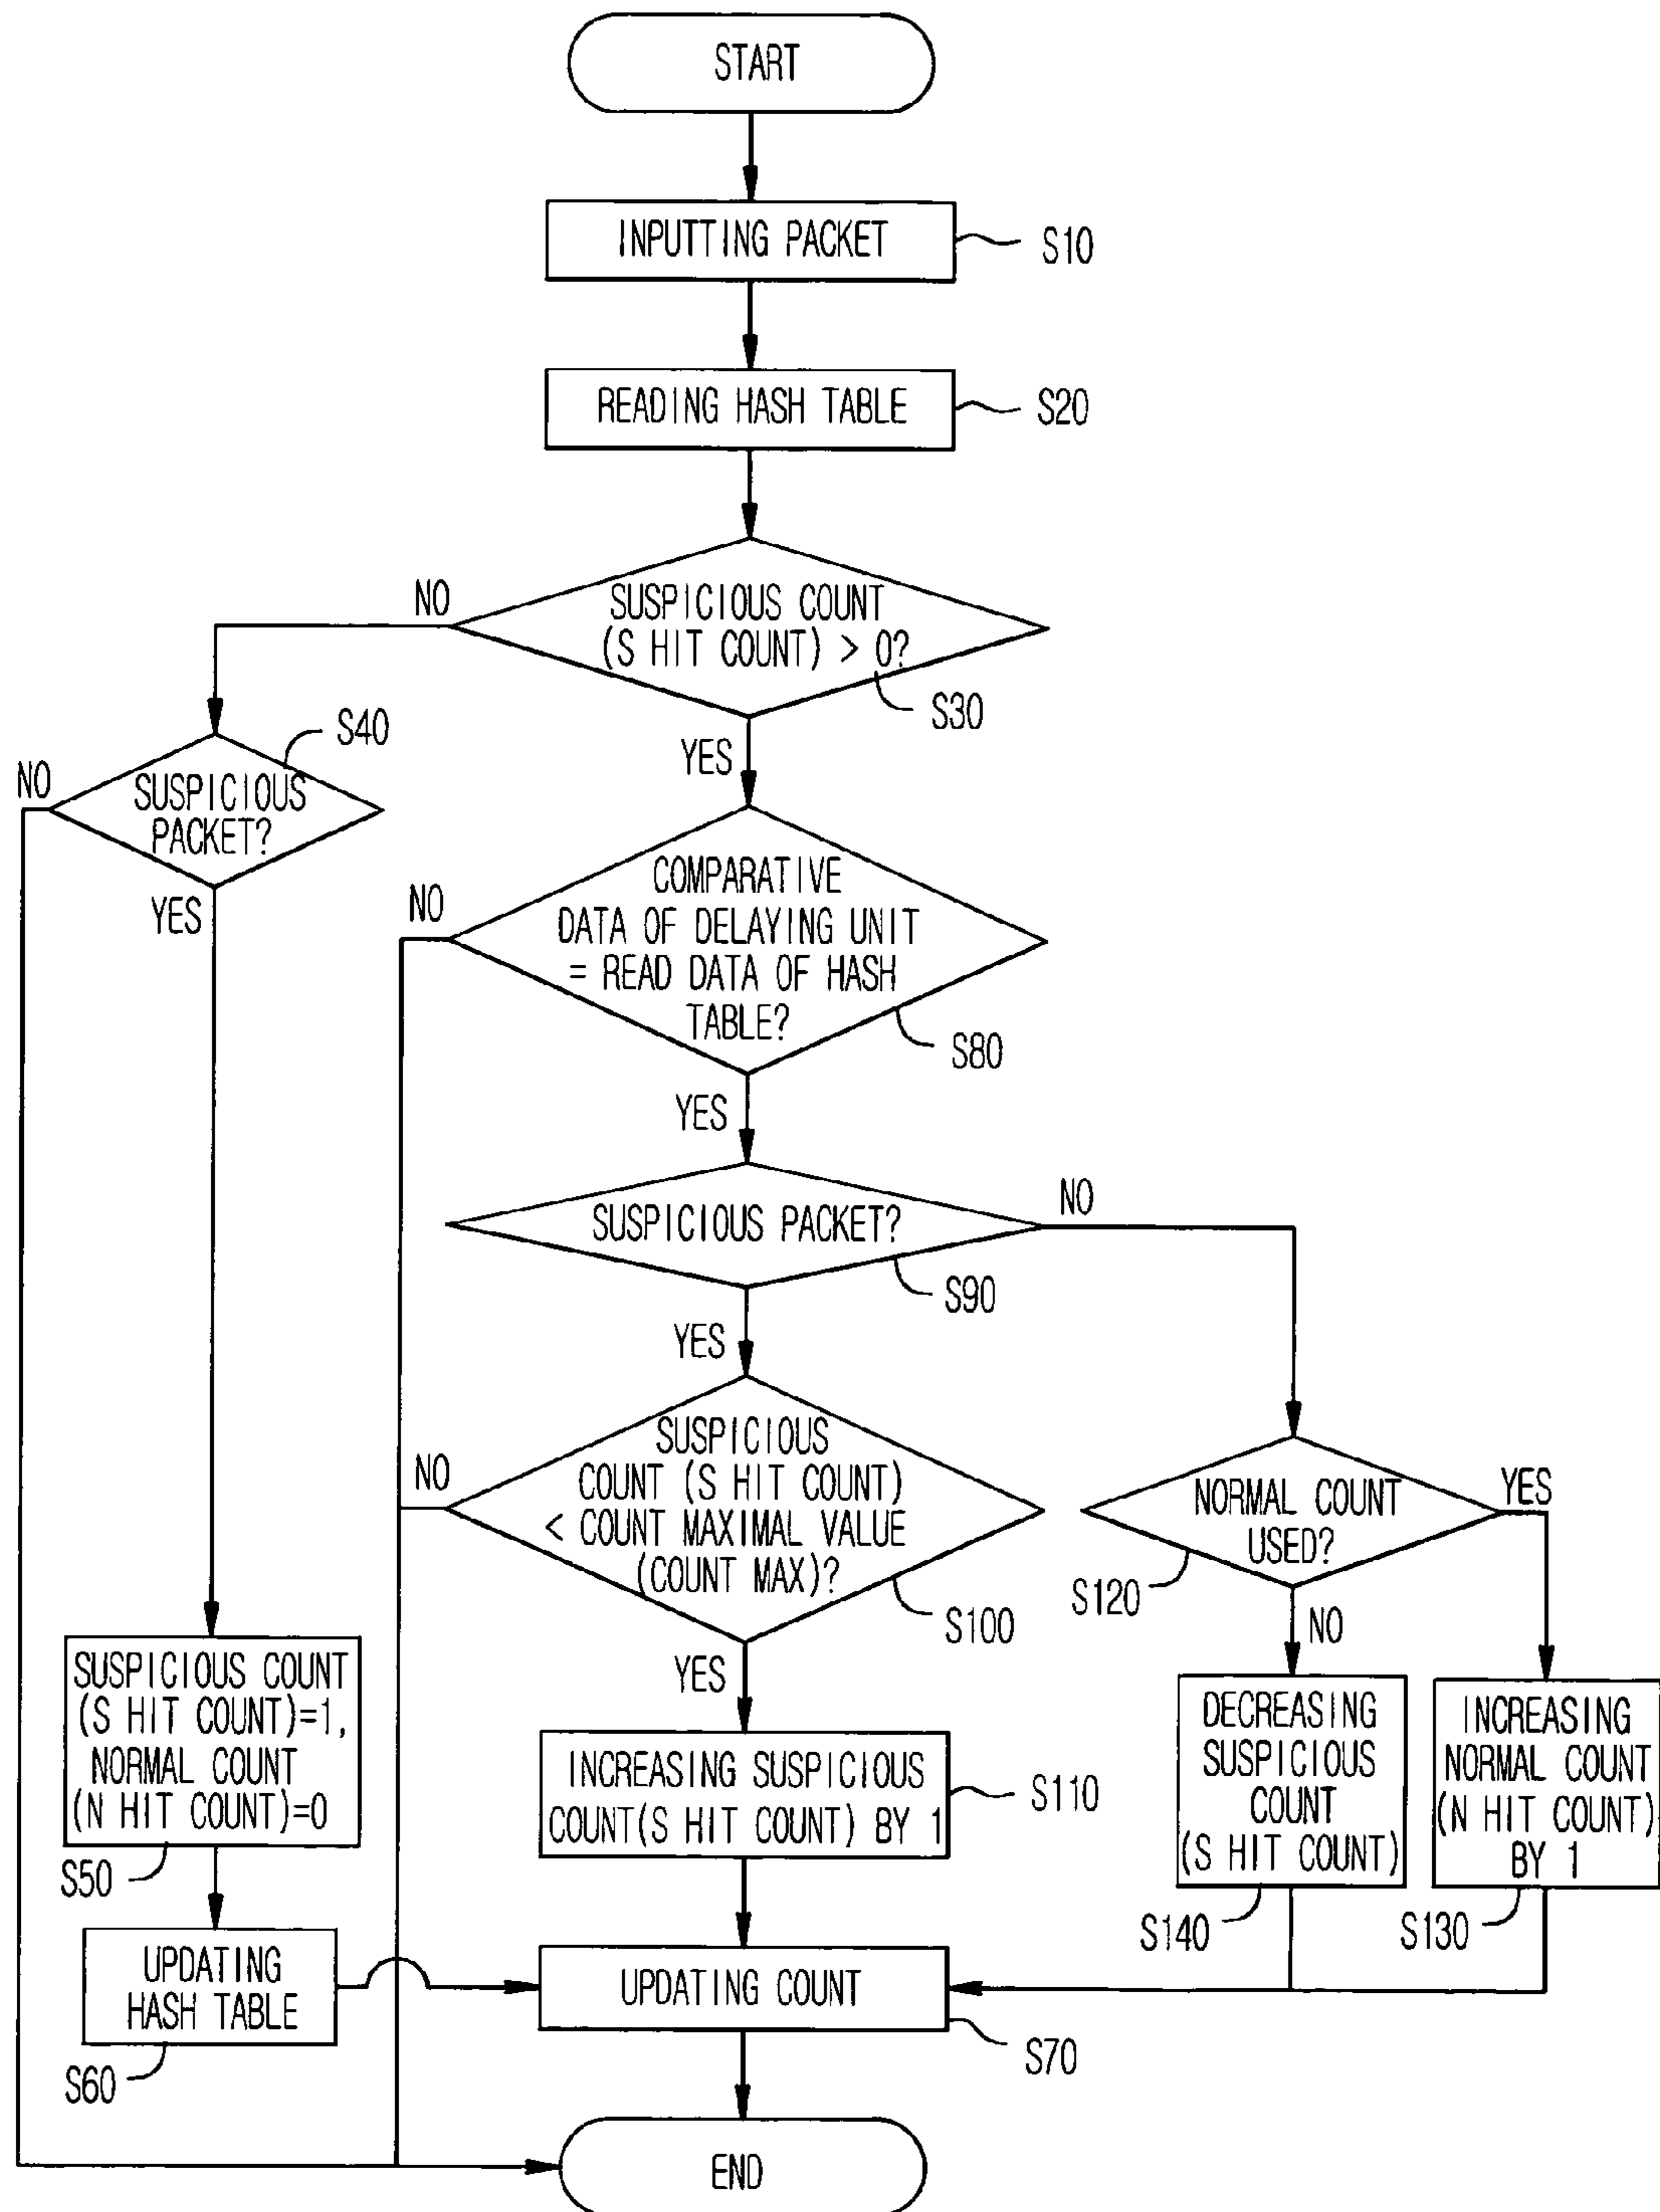 START
INPUTTING PACKET
S10
READING HASH TABLE
S20
SUSPICIOUS COUNT
(S HIT COUNT) > 0?
S30
NO
YES
S40
SUSPICIOUS
PACKET?
NO
YES
COMPARATIVE
DATA OF DELAYING UNIT
= READ DATA OF HASH
TABLE?
S80
NO
YES
SUSPICIOUS PACKET?
S90
NO
YES
SUSPICIOUS
COUNT (S HIT COUNT)
< COUNT MAXIMAL VALUE
(COUNT MAX)?
S100
NO
YES
NORMAL COUNT
USED?
S120
YES
NO
SUSPICIOUS COUNT
(S HIT COUNT)=1,
NORMAL COUNT
(N HIT COUNT)=0
S50
INCREASING SUSPICIOUS
COUNT(S HIT COUNT) BY 1
S110
DECREASING
SUSPICIOUS
COUNT
(S HIT COUNT)
S140
INCREASING
NORMAL COUNT
(N HIT COUNT)
BY 1
S130
UPDATING
HASH TABLE
S60
UPDATING COUNT
S70
END